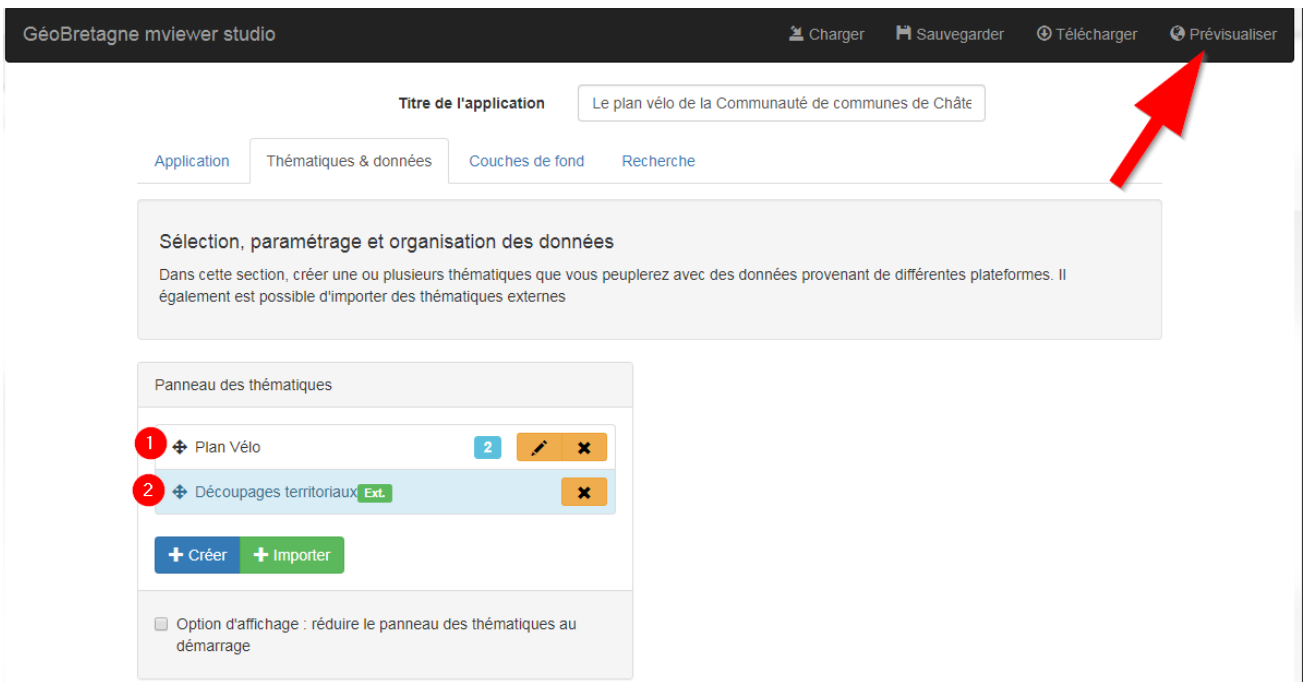 GéoBretagne mviewer studio Charger Sauvegarder Télécharger Prévisualiser
Titre de l'application Le plan vélo de la Communauté de communes de Châte
Application Thématiques & données Couches de fond Recherche
Sélection, paramétrage et organisation des données
Dans cette section, créer une ou plusieurs thématiques que vous peuplerez avec des données provenant de différentes plateformes. Il
également est possible d'importer des thématiques externes
Panneau des thématiques
1 Plan Vélo 2
2 Découpages territoriaux Ext.
Créer Importer
Option d'affichage : réduire le panneau des thématiques au
démarrage